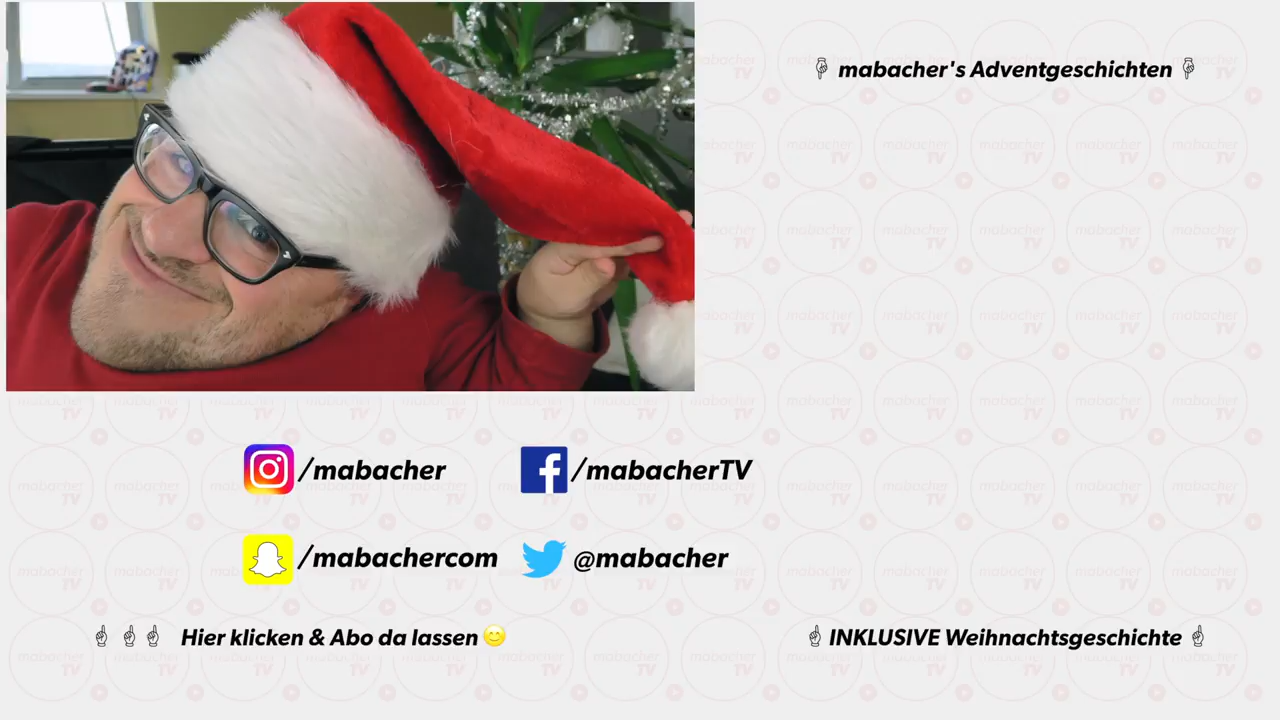 mabacher's Adventgeschichten
/mabacher
/mabacherTV
/mabachercom
@mabacher
Hier klicken & Abo da lassen 😊
INKLUSIVE Weihnachtsgeschichte